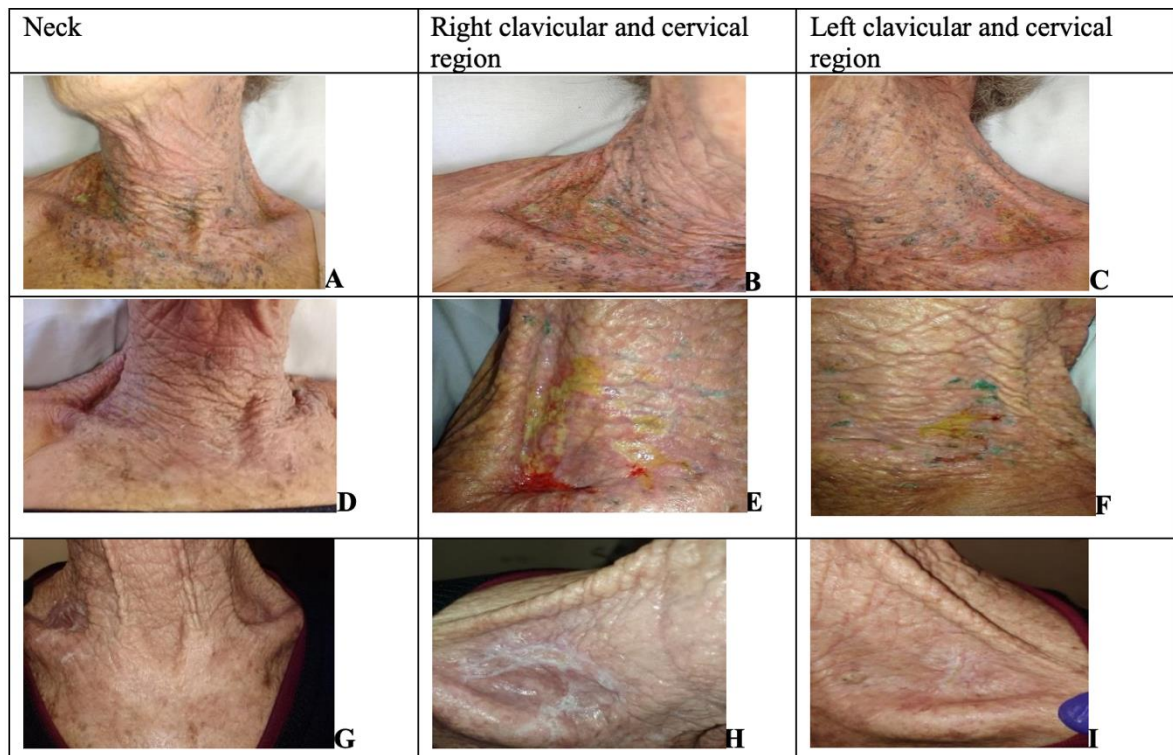 Neck
Right clavicular and cervical
region
Left clavicular and cervical
region
A
B
C
D
E
F
G
H
I